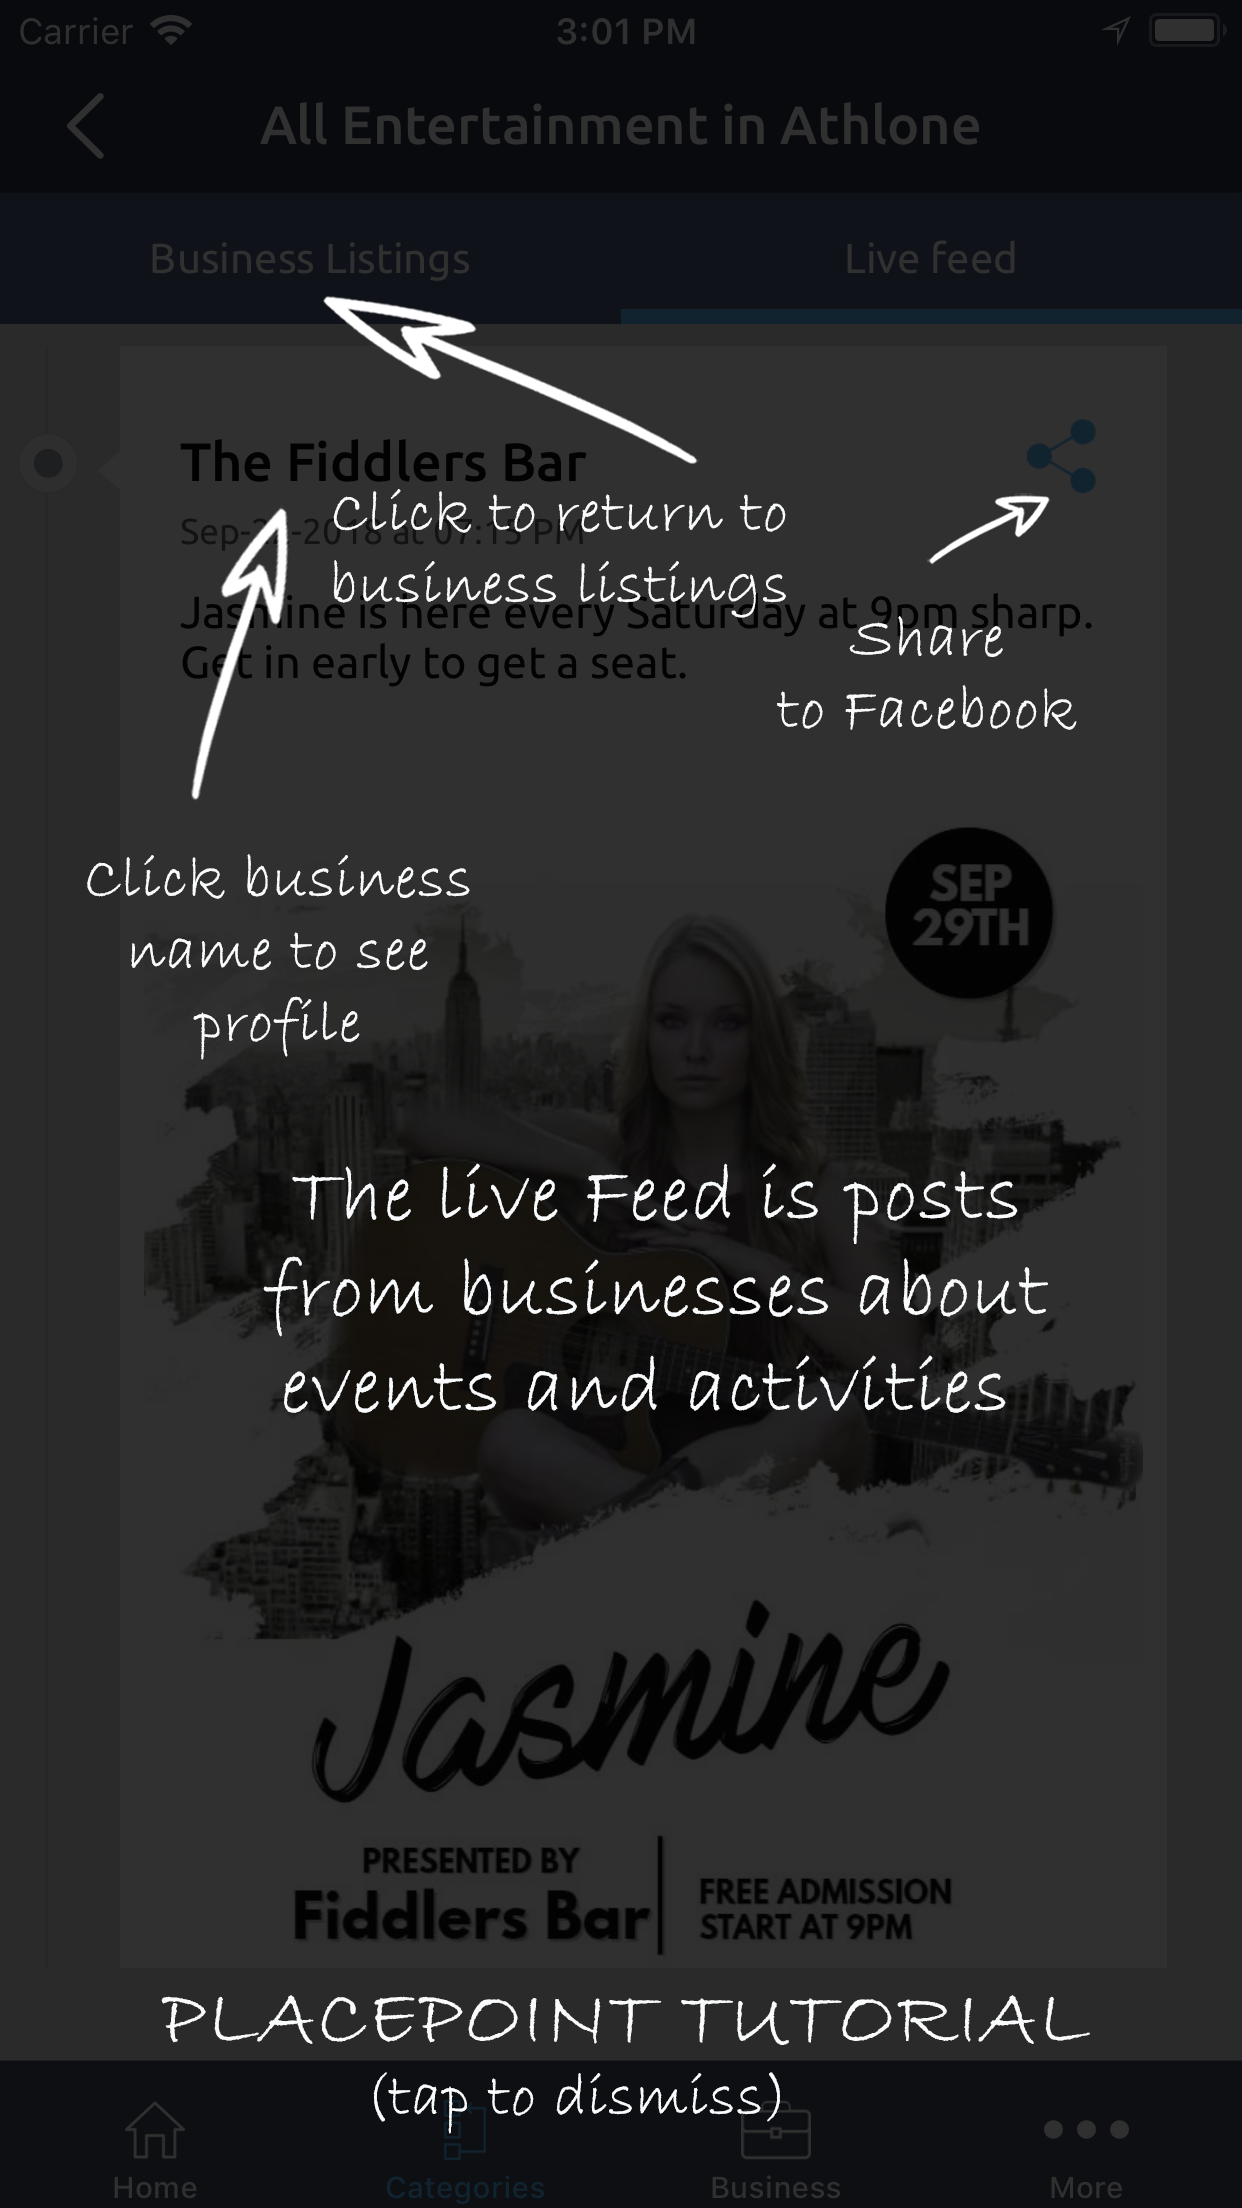 Carrier 3:01 PM
All Entertainment in Athlone
Business Listings Live feed
The Fiddlers Bar
Click to return to
Sep-22-2018 at 07:15 PM
business listings
Jasmine is here every Saturday at 9pm sharp.
Get in early to get a seat.
Share
to Facebook
Click business
name to see
profile
SEP
29TH
The live Feed is posts
from businesses about
events and activities
Jasmine
PRESENTED BY
Fiddlers Bar
FREE ADMISSION
START AT 9PM
PLACEPOINT TUTORIAL
(tap to dismiss)
Home Categories Business More